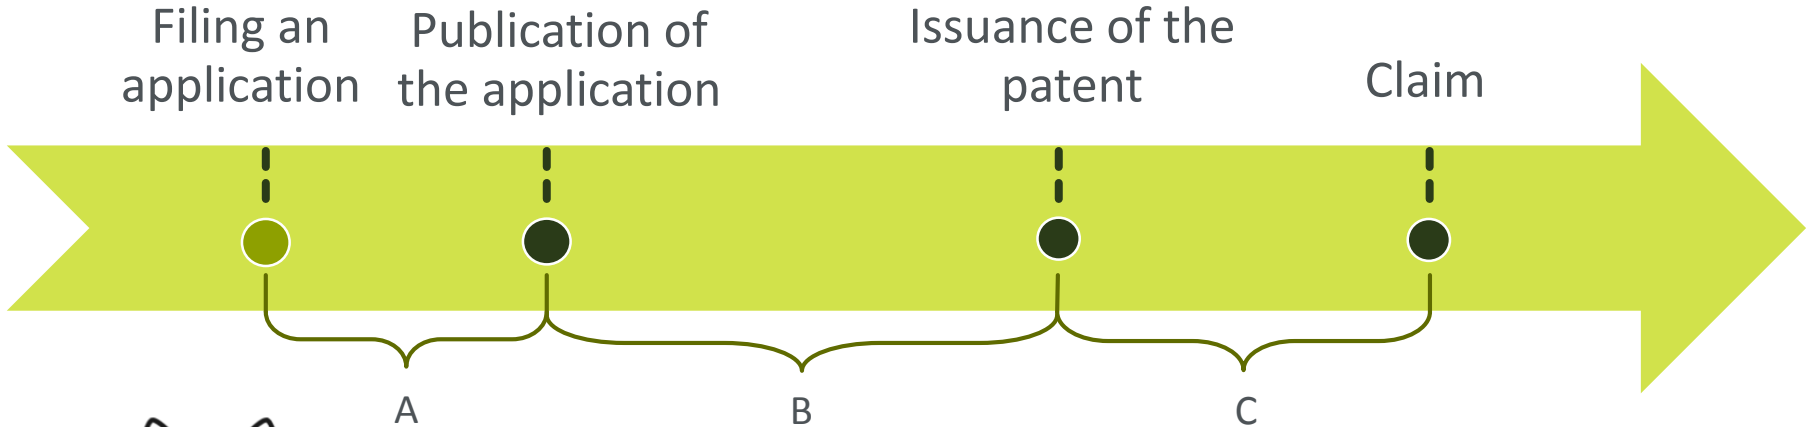 Filing an
application
Publication of
the application
Issuance of the
patent
Claim
A
B
C